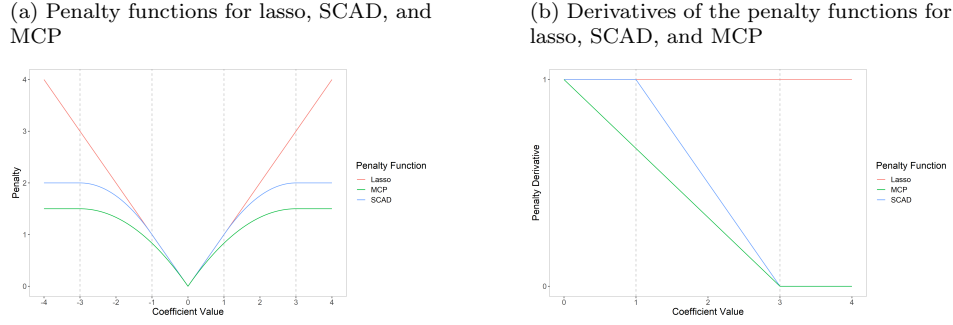 (a) Penalty functions for lasso, SCAD, and
MCP
4
3
2
1
0
Penalty
-4
-3
-2
-1
0
1
2
3
4
Coefficient Value
Penalty Function
Lasso
MCP
SCAD
(b) Derivatives of the penalty functions for
lasso, SCAD, and MCP
1
0
Penalty Derivative
0
1
2
3
4
Coefficient Value
Penalty Function
Lasso
MCP
SCAD